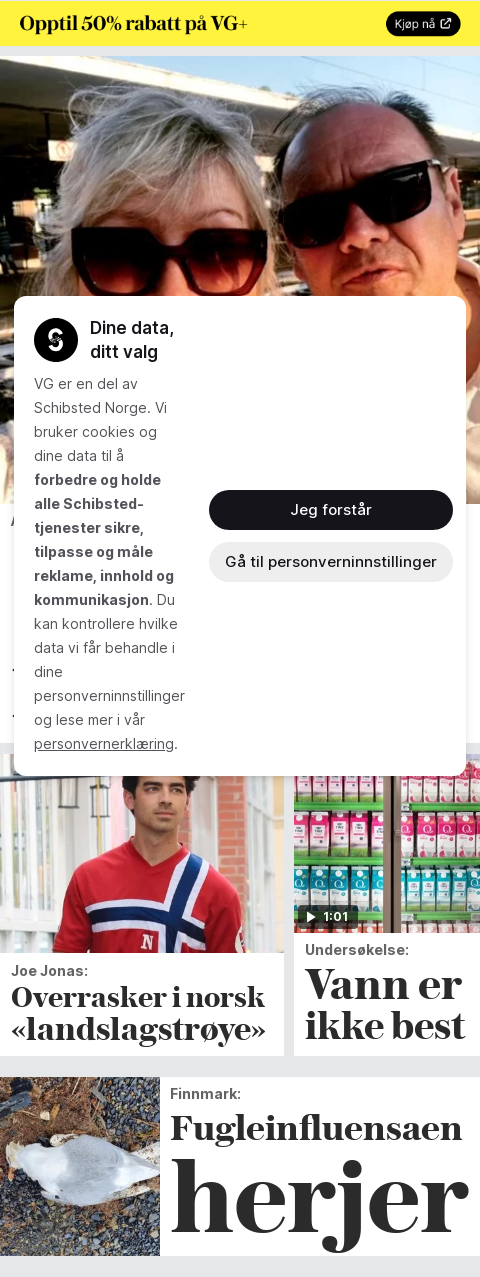 Opptil 50% rabatt på VG+
Kjøp nå
Dine data,
ditt valg
VG er en del av
Schibsted Norge. Vi
bruker cookies og
dine data til å
forbedre og holde
alle Schibsted-
tjenester sikre,
tilpasse og måle
reklame, innhold og
kommunikasjon. Du
kan kontrollere hvilke
data vi får behandle i
dine
personverninnstillinger
og lese mer i vår
personvernerklæring.
Jeg forstår
Gå til personverninnstillinger
N
1:01
Joe Jonas:
Overrasker i norsk
«landslagstrøye»
Undersøkelse:
Vann er
ikke best
Finnmark:
Fugleinfluensaen
herjer